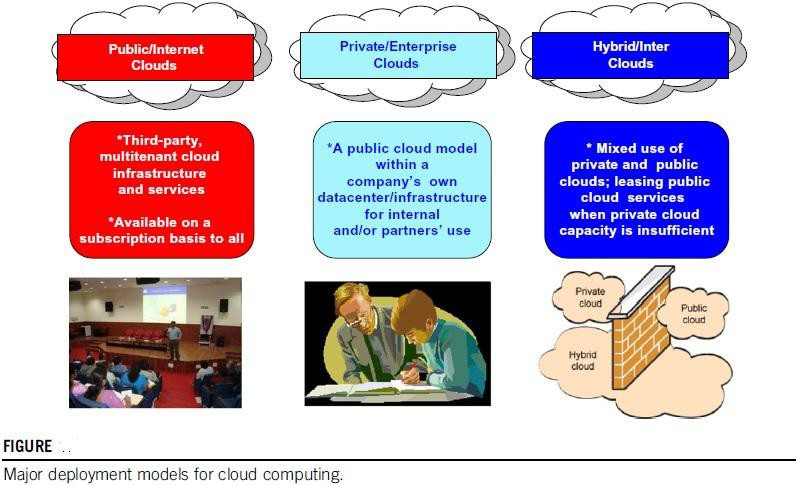 Public/Internet
Clouds
Private/Enterprise
Clouds
Hybrid/Inter
Clouds
*Third-party,
multitenant cloud
infrastructure
and services
*Available on a
subscription basis to all
*A public cloud model
within a
company’s own
datacenter/infrastructure
for internal
and/or partners’ use
* Mixed use of
private and public
clouds; leasing public
cloud services
when private cloud
capacity is insufficient
Private
cloud
Public
cloud
Hybrid
cloud
FIGURE
Major deployment models for cloud computing.